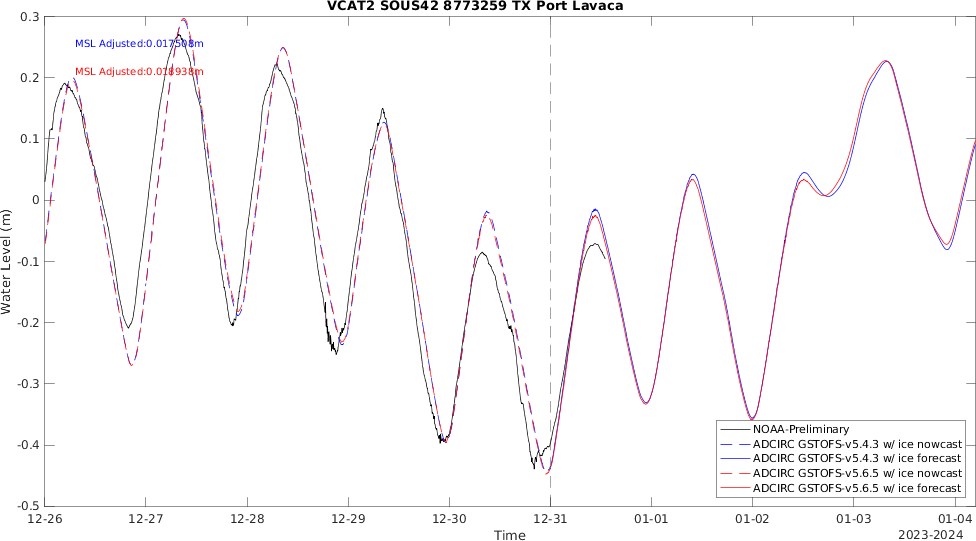 VCAT2 SOUS42 8773259 TX Port Lavaca
0.3
0.2
0.1
0
-0.1
-0.2
-0.3
-0.4
-0.5
Water Level (m)
MSL Adjusted:0.017508m
MSL Adjusted:0.018938m
NOAA-Preliminary
ADCIRC GSTOFS-v5.4.3 w/ ice nowcast
ADCIRC GSTOFS-v5.4.3 w/ ice forecast
ADCIRC GSTOFS-v5.6.5 w/ ice nowcast
ADCIRC GSTOFS-v5.6.5 w/ ice forecast
12-26 12-27 12-28 12-29 12-30 12-31 01-01 01-02 01-03 01-04
Time
2023-2024